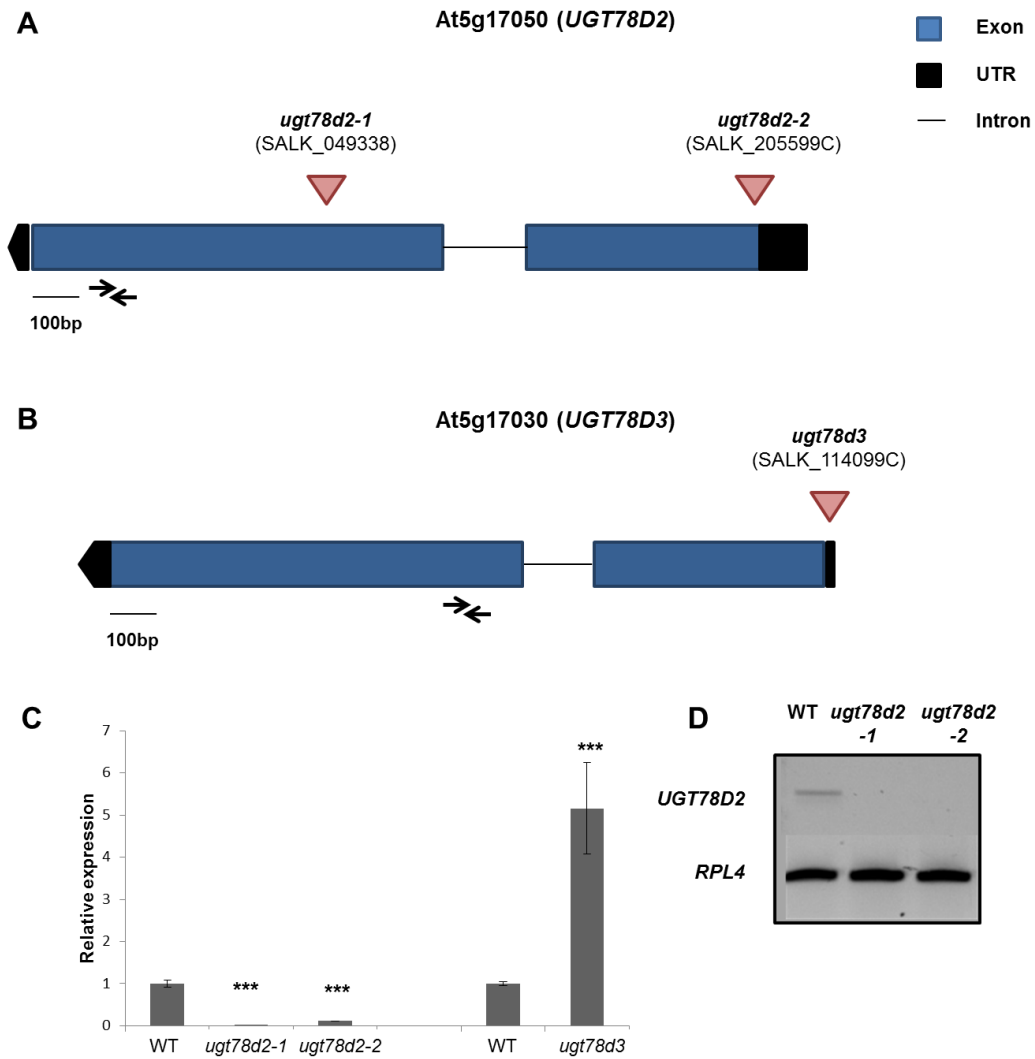 A
At5g17050 (UGT78D2)
Exon
UTR
Intron
ugt78d2-1
(SALK_049338)
ugt78d2-2
(SALK_205599C)
100bp
B
At5g17030 (UGT78D3)
ugt78d3
(SALK_114099C)
100bp
C
Relative expression
7
6
5
4
3
2
1
0
***
***
***
WT
ugt78d2-1
ugt78d2-2
WT
ugt78d3
D
WT
ugt78d2
-1
ugt78d2
-2
UGT78D2
RPL4